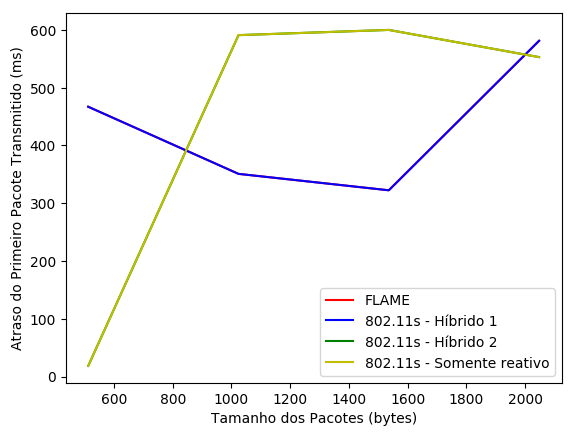 Atraso do Primeiro Pacote Transmitido (ms)
600
500
400
300
200
100
0
FLAME
802.11s - Híbrido 1
802.11s - Híbrido 2
802.11s - Somente reativo
600
800
1000
1200
1400
1600
1800
2000
Tamanho dos Pacotes (bytes)